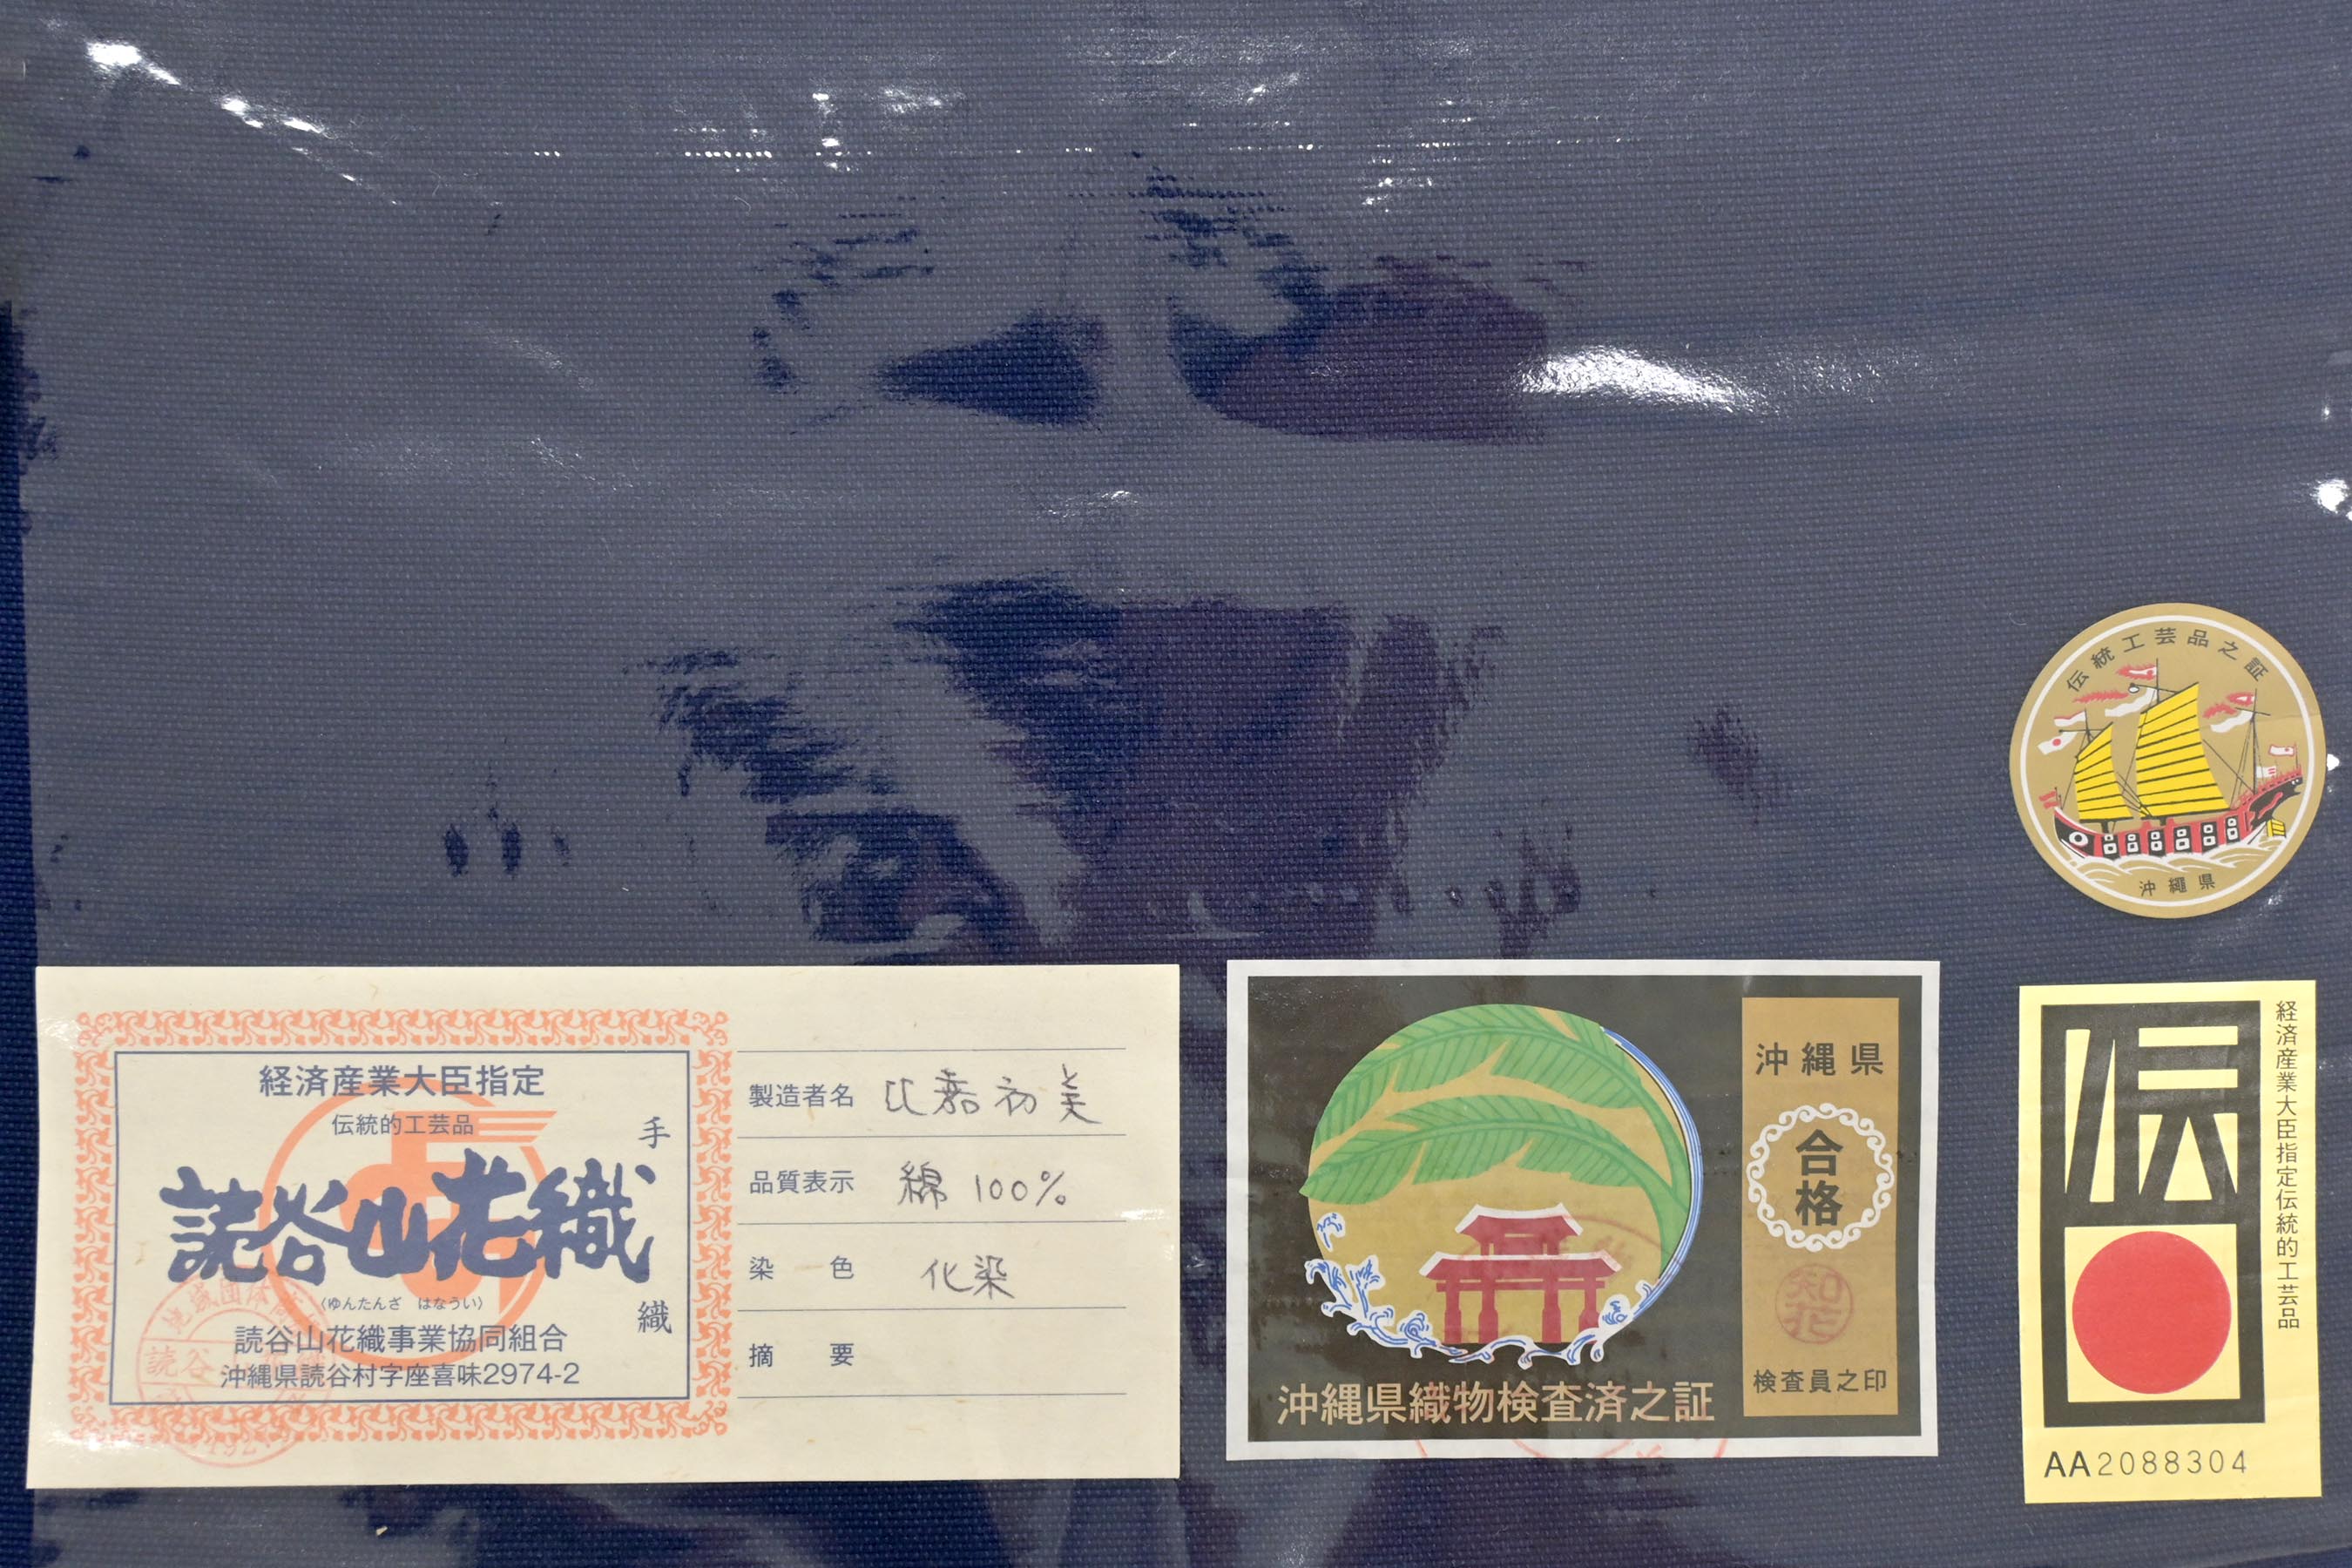 経済産業大臣指定
伝統的工芸品
手織
読谷山花織
(ゆんたんざ はなうい)
読谷山花織事業協同組合
沖縄県読谷村字座喜味2974-2
製造者名 比嘉初美
品質表示 綿 100%
染色 化染
摘要
沖縄県
合格
知花
検査員之印
沖縄県織物検査済之証
伝統工芸品之証
沖縄県
伝
経済産業大臣指定伝統的工芸品
AA2088304